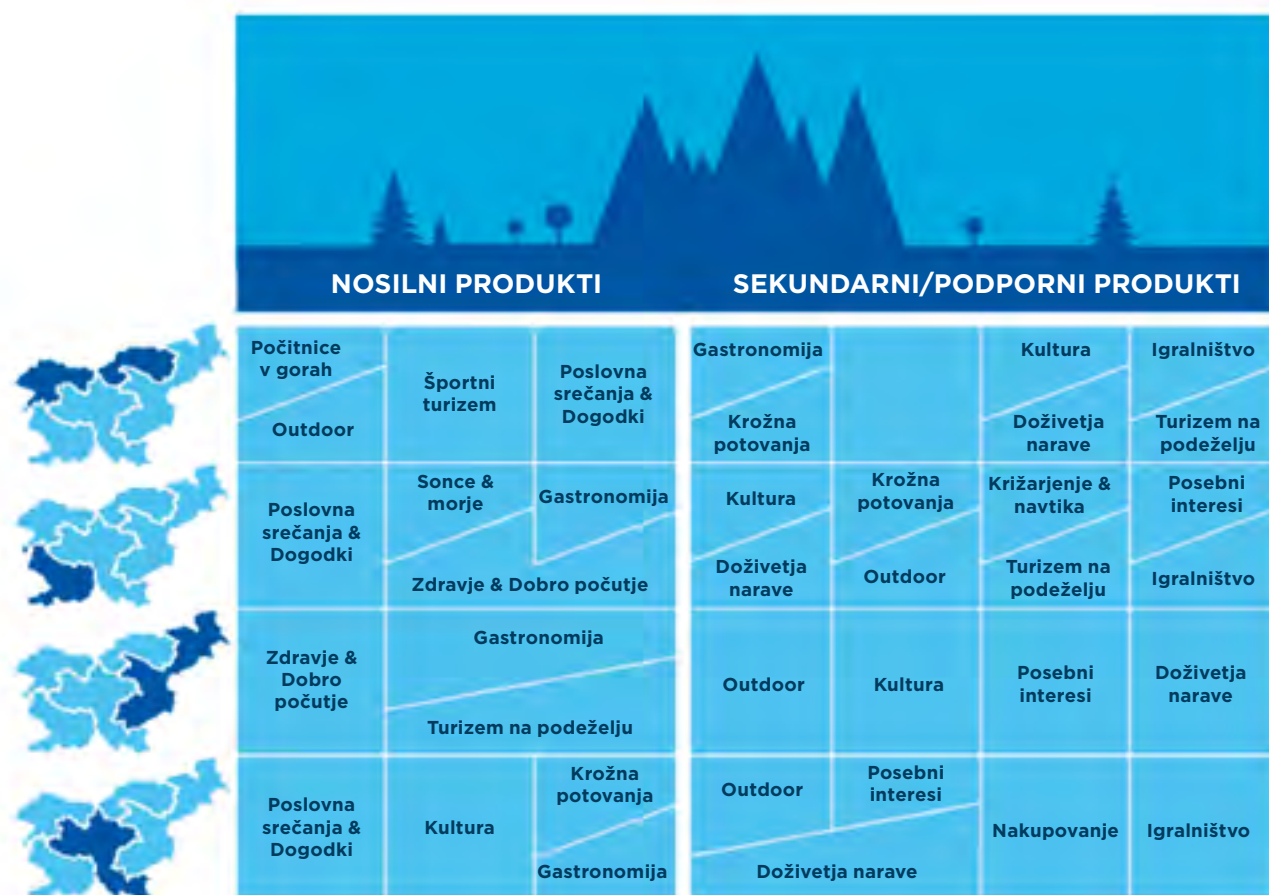 NOSILNI PRODUKTI
SEKUNDARNI/PODPORNI PRODUKTI
Počitnice
v gorah
Outdoor
Športni
turizem
Poslovna
srečanja &
Dogodki
Gastronomija
Krožna
potovanja
Kultura
Doživetja
narave
Igralništvo
Turizem na
podeželju
Poslovna
srečanja &
Dogodki
Sonce &
morje
Gastronomija
Zdravje & Dobro počutje
Kultura
Doživetja
narave
Krožna
potovanja
Outdoor
Križarjenje &
navtika
Turizem na
podeželju
Posebni
interesi
Igralništvo
Zdravje &
Dobro
počutje
Gastronomija
Turizem na podeželju
Outdoor
Kultura
Posebni
interesi
Doživetja
narave
Poslovna
srečanja &
Dogodki
Kultura
Krožna
potovanja
Gastronomija
Outdoor
Posebni
interesi
Doživetja narave
Nakupovanje
Igralništvo